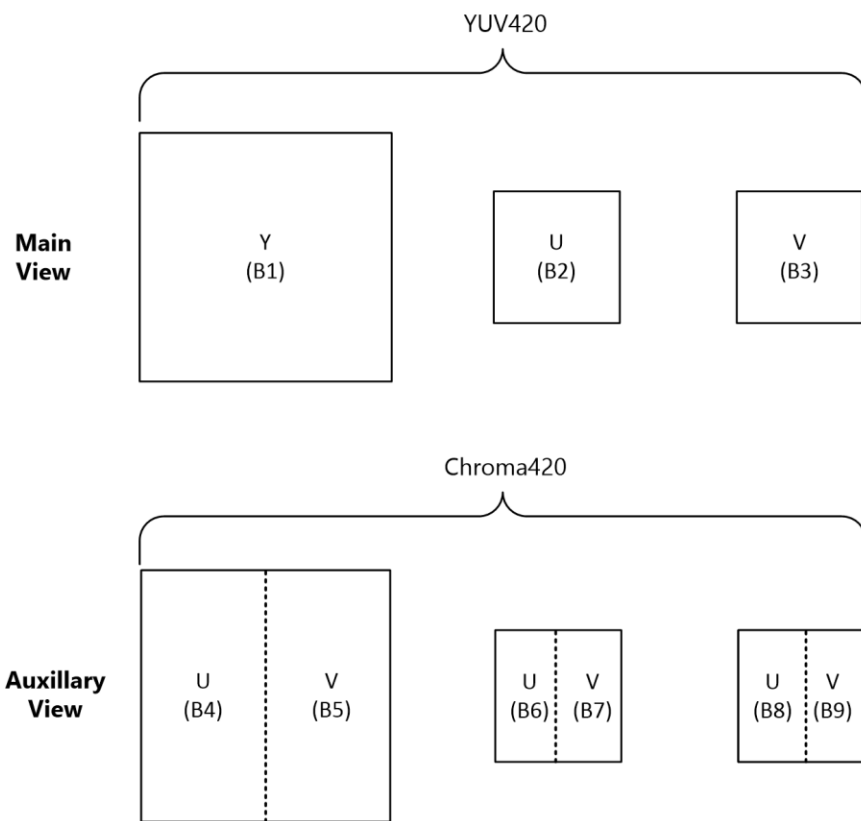 YUV420
Main
View
Y
(B1)
U
(B2)
V
(B3)
Chroma420
Auxillary
View
U
(B4)
V
(B5)
U
(B6)
V
(B7)
U
(B8)
V
(B9)